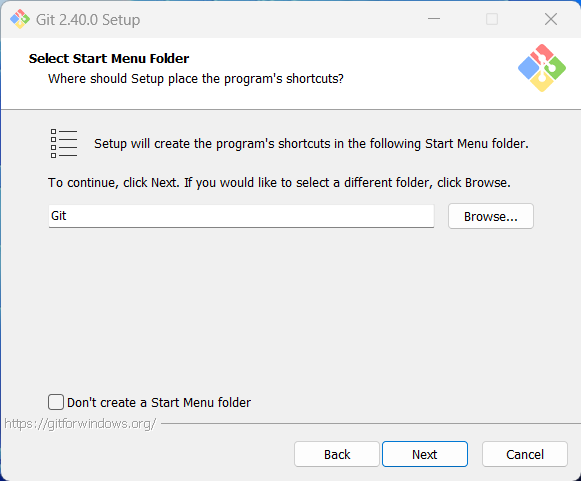 Git 2.40.0 Setup
Select Start Menu Folder
Where should Setup place the program's shortcuts?
Setup will create the program's shortcuts in the following Start Menu folder.
To continue, click Next. If you would like to select a different folder, click Browse.
Git
Browse...
Don't create a Start Menu folder
https://gitforwindows.org/
Back
Next
Cancel